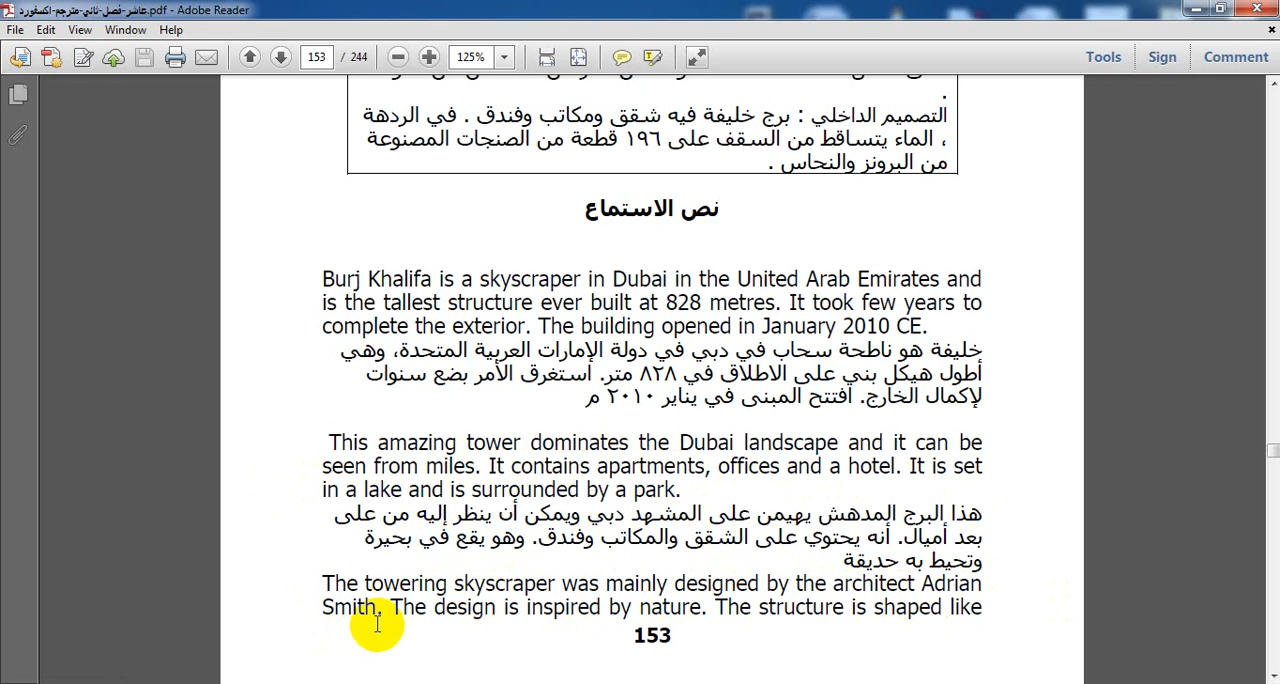 عاشر-فصل-ثاني-مترجم-اكسفورد.pdf - Adobe Reader
File Edit View Window Help
153 / 244 125% Tools Sign Comment
.
التصميم الداخلي : برج خليفة فيه شقق ومكاتب وفندق . في الردهة
، الماء يتساقط من السقف على ١٩٦ قطعة من الصنجات المصنوعة
من البرونز والنحاس .
نص الاستماع
Burj Khalifa is a skyscraper in Dubai in the United Arab Emirates and
is the tallest structure ever built at 828 metres. It took few years to
complete the exterior. The building opened in January 2010 CE.
خليفة هو ناطحة سحاب في دبي في دولة الإمارات العربية المتحدة، وهي
أطول هيكل بني على الاطلاق في ٨٢٨ متر. استغرق الأمر بضع سنوات
لإكمال الخارج. افتتح المبنى في يناير ٢٠١٠ م
This amazing tower dominates the Dubai landscape and it can be
seen from miles. It contains apartments, offices and a hotel. It is set
in a lake and is surrounded by a park.
هذا البرج المدهش يهيمن على المشهد دبي ويمكن أن ينظر إليه من على
بعد أميال. أنه يحتوي على الشقق والمكاتب وفندق. وهو يقع في بحيرة
وتحيط به حديقة
The towering skyscraper was mainly designed by the architect Adrian
Smith. The design is inspired by nature. The structure is shaped like
153